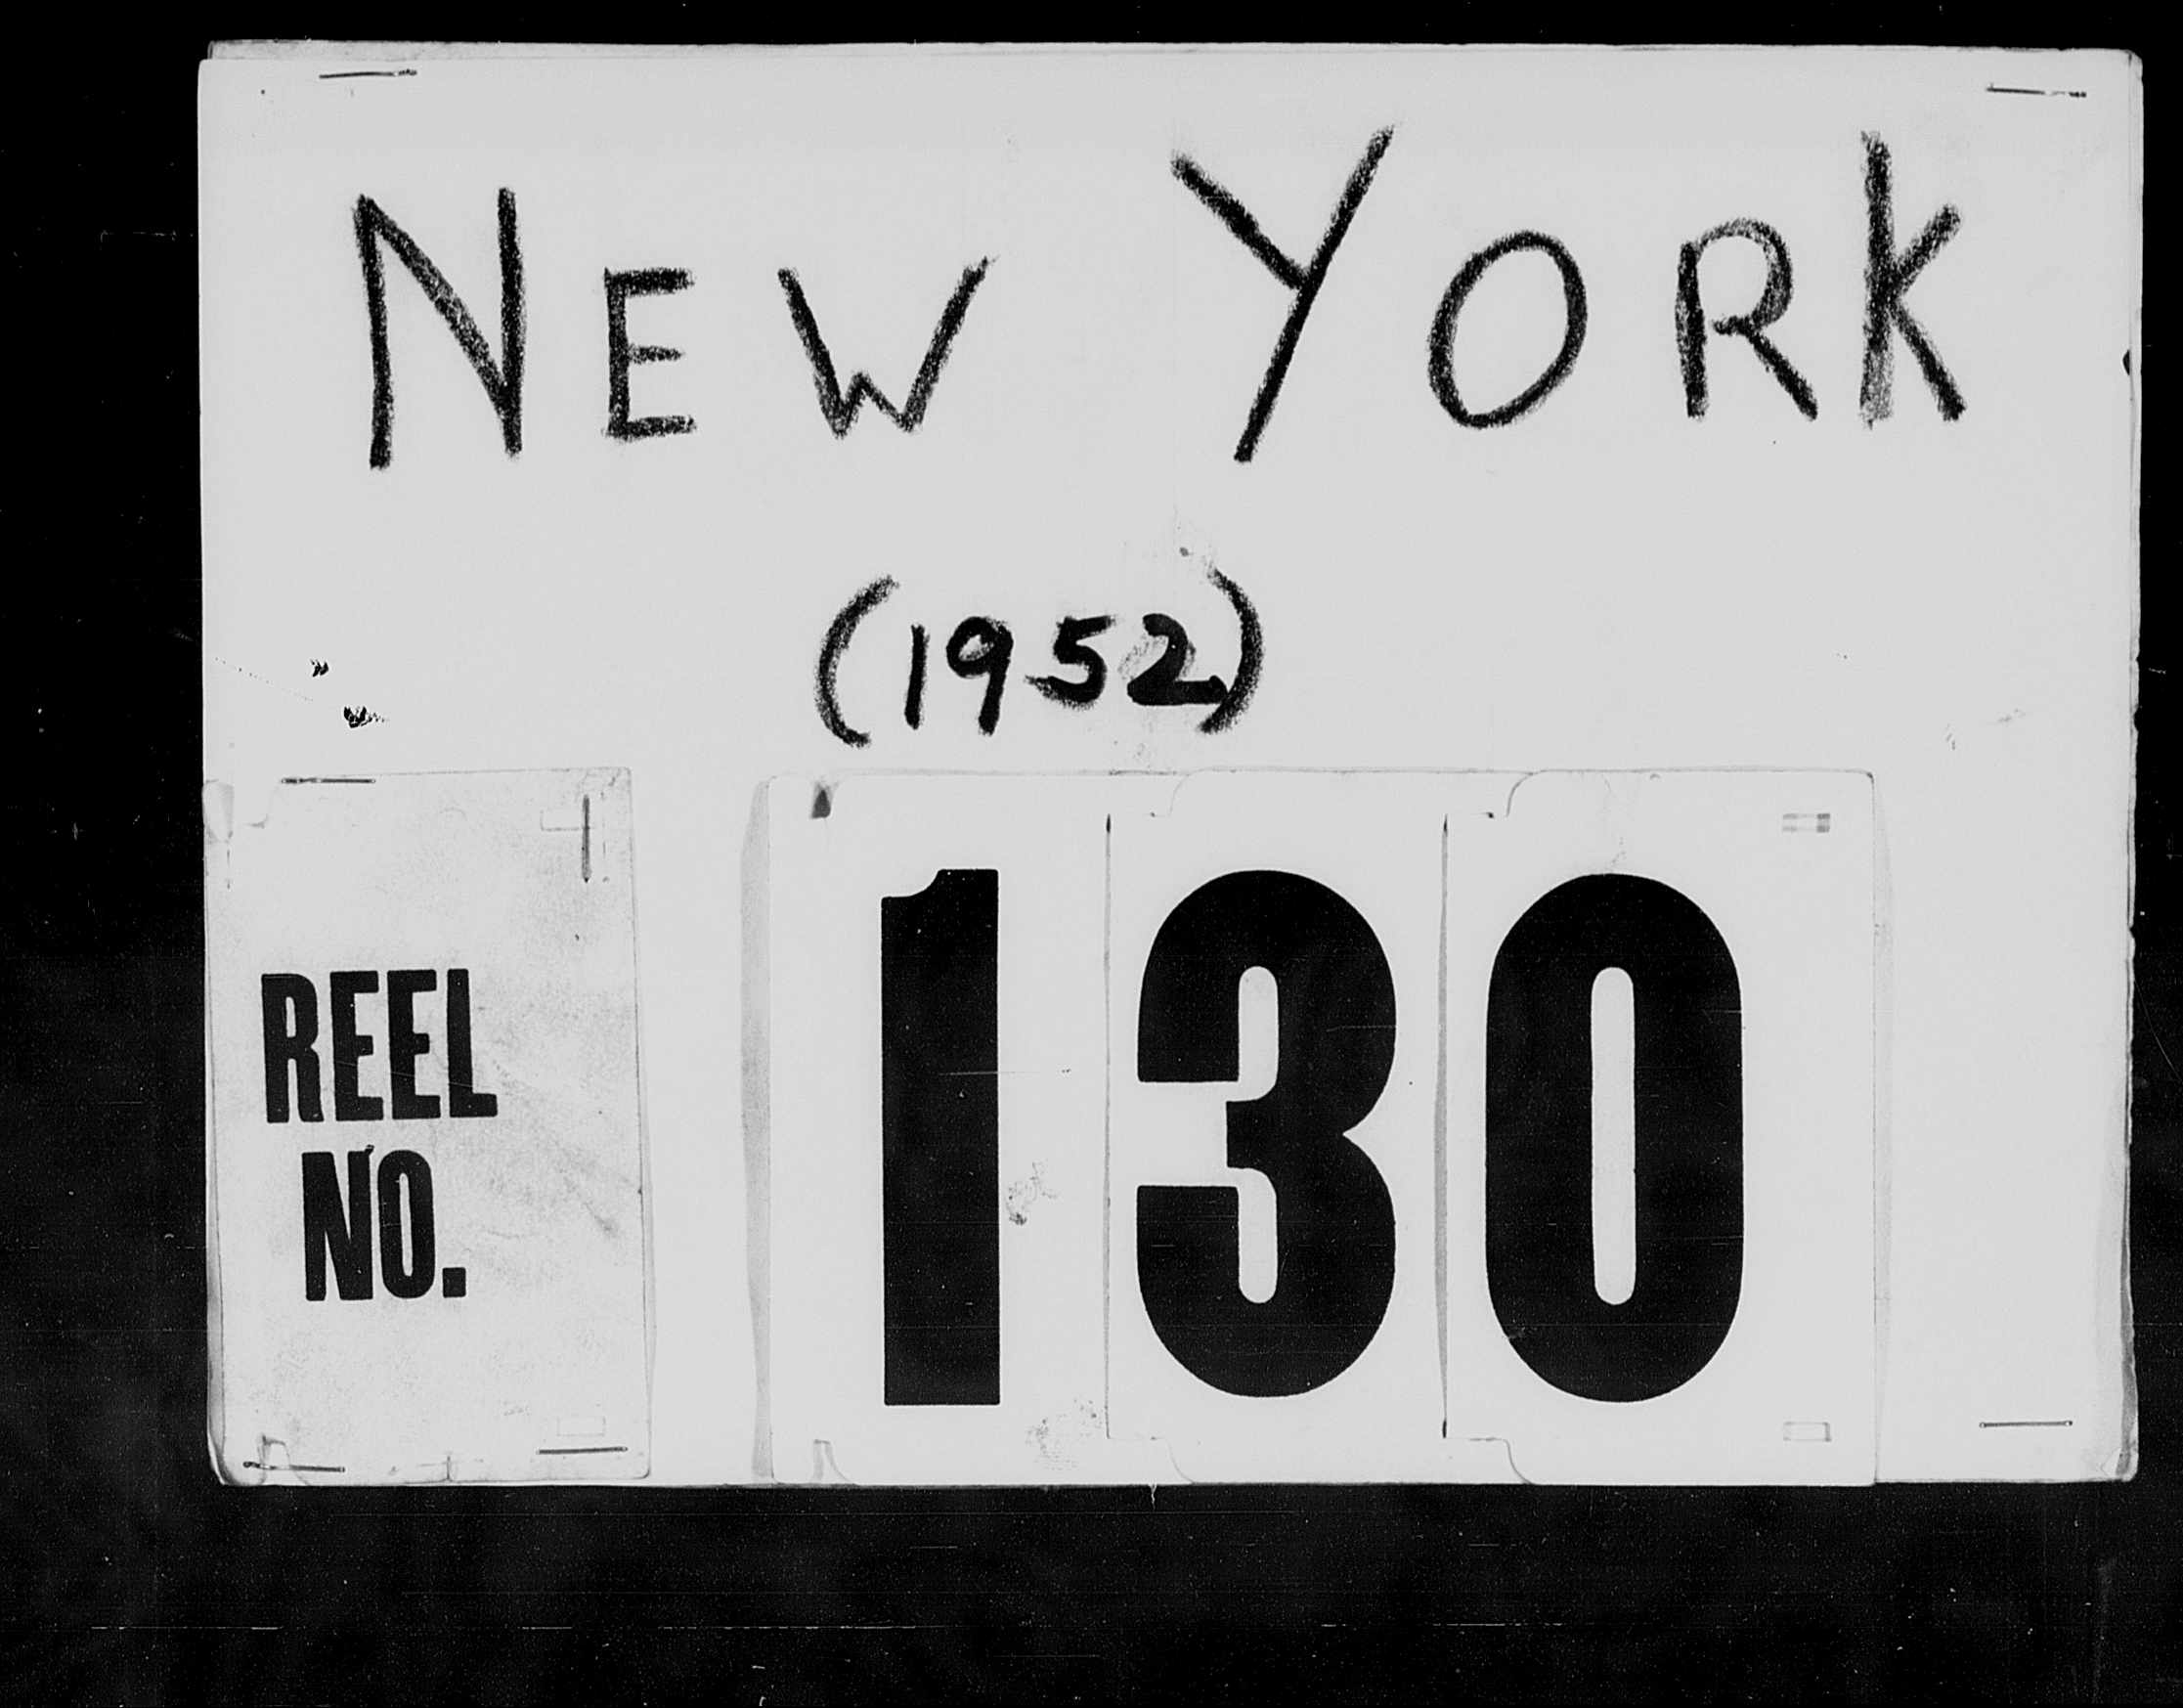 NEW YORK
(1952)
REEL
NO.
130